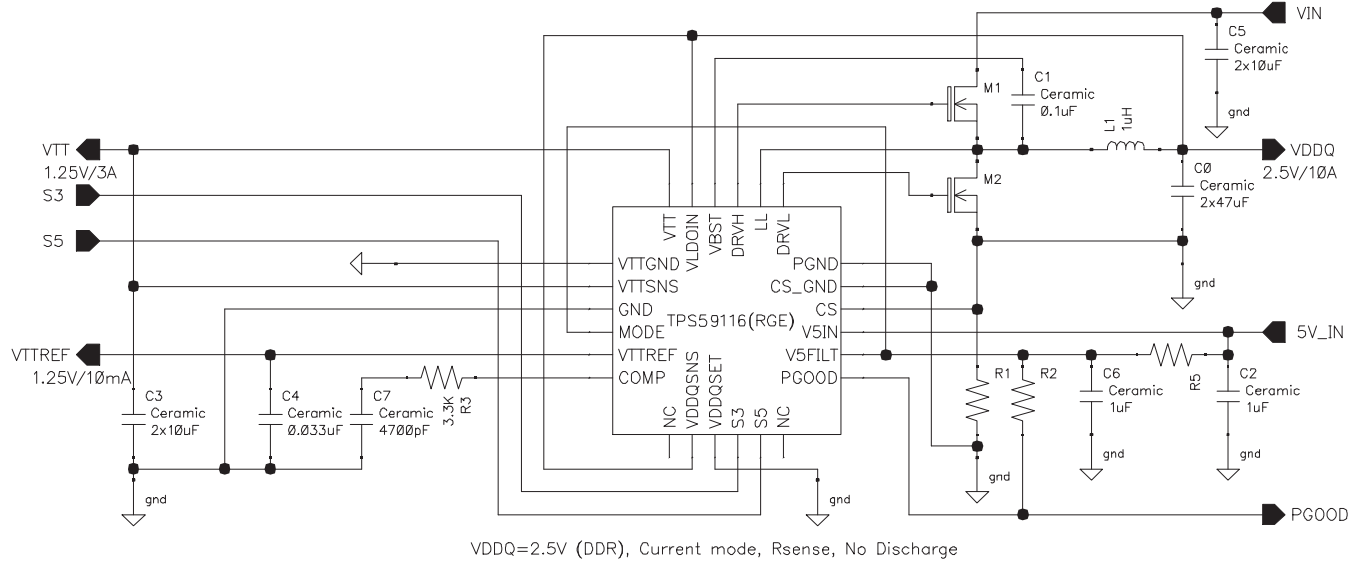 VIN
C5
Ceramic
2x10uF
gnd
M1
C1
Ceramic
0.1uF
L1
1uH
VTT
1.25V/3A
VDDQ
2.5V/10A
M2
C0
Ceramic
2x47uF
gnd
S3
S5
VTT
VLDOIN
VBST
DRVH
LL
DRVL
VTTGND
VTTSNS
GND
MODE
VTTREF
COMP
TPS59116(RGE)
PGND
CS_GND
CS
V5IN
V5FILT
PGOOD
NC
VDDQSNS
VDDQSET
S3
S5
NC
5V_IN
VTTREF
1.25V/10mA
C3
Ceramic
2x10uF
C4
Ceramic
0.033uF
C7
Ceramic
4700pF
3.3K
R3
R1
R2
C6
Ceramic
1uF
R5
C2
Ceramic
1uF
gnd
gnd
gnd
gnd
gnd
PGOOD
VDDQ=2.5V (DDR), Current mode, Rsense, No Discharge